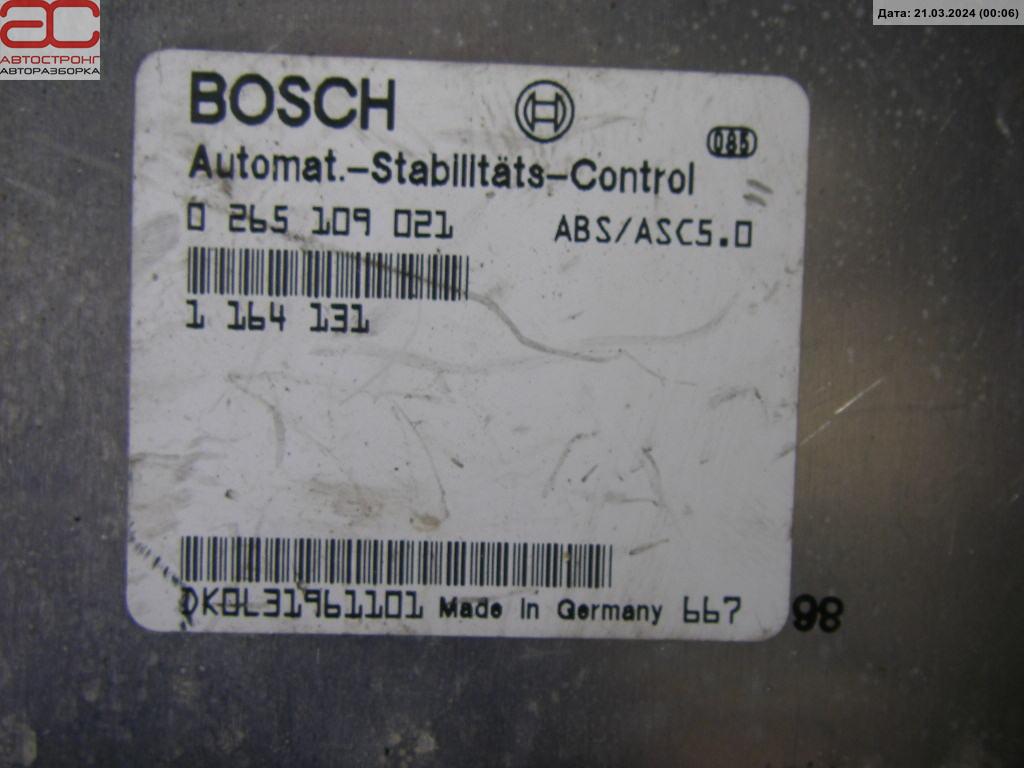 Дата: 21.03.2024 (00:06)
АС
АВТОСТРОНГ
АВТОРАЗБОРКА
BOSCH
085
Automat.-Stabilitäts-Control
0 265 109 021 ABS/ASC5.0
1 164 131
DK0L31961101 Made in Germany 667
98